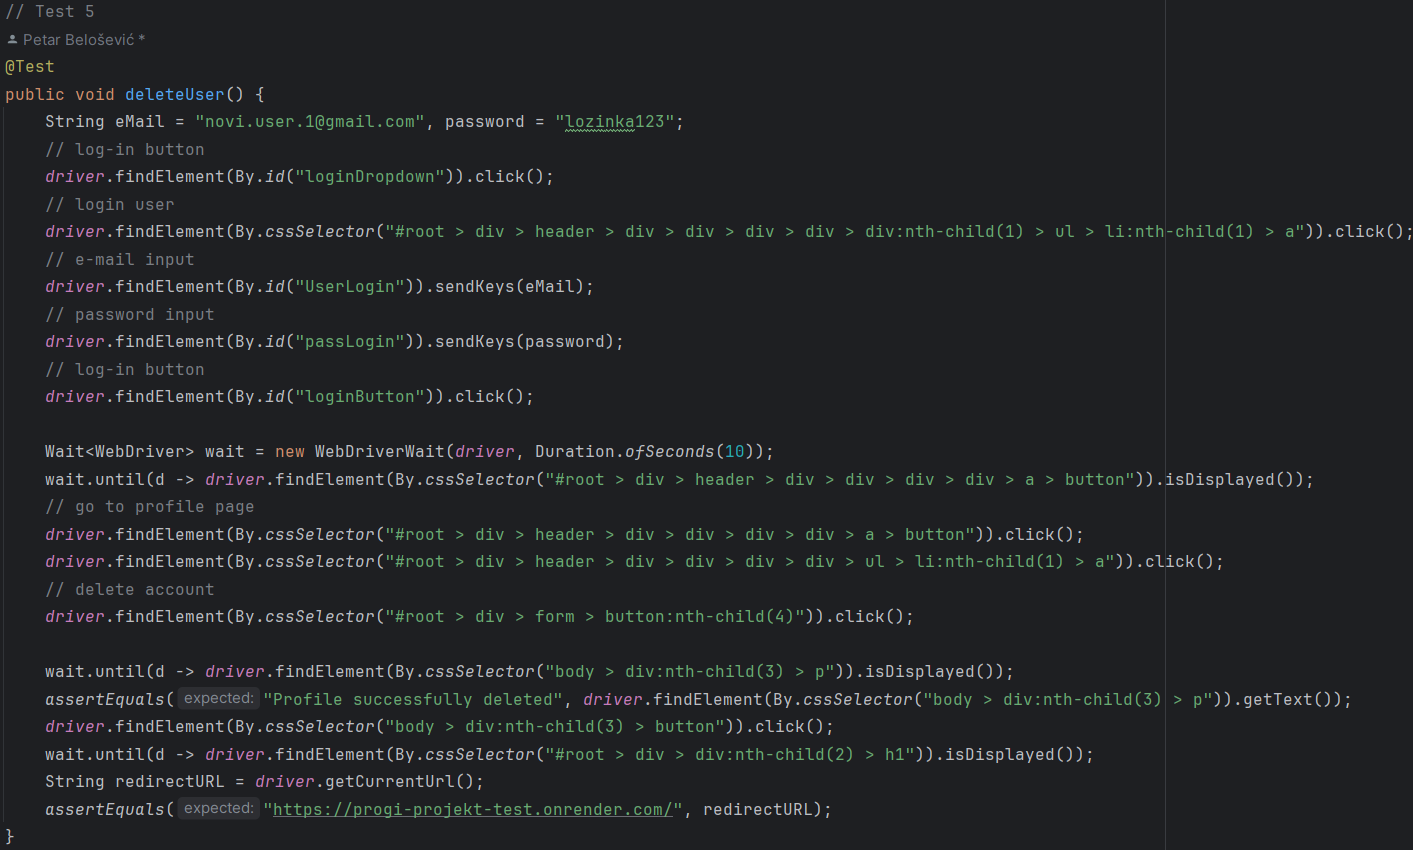 // Test 5
Petar Belošević *
@Test
public void deleteUser() {
    String eMail = "novi.user.1@gmail.com", password = "lozinka123";
    // log-in button
    driver.findElement(By.id("loginDropdown")).click();
    // login user
    driver.findElement(By.cssSelector("#root > div > header > div > div > div > div > div:nth-child(1) > ul > li:nth-child(1) > a")).click();
    // e-mail input
    driver.findElement(By.id("UserLogin")).sendKeys(eMail);
    // password input
    driver.findElement(By.id("passLogin")).sendKeys(password);
    // log-in button
    driver.findElement(By.id("loginButton")).click();

    Wait<WebDriver> wait = new WebDriverWait(driver, Duration.ofSeconds(10));
    wait.until(d -> driver.findElement(By.cssSelector("#root > div > header > div > div > div > div > a > button")).isDisplayed());
    // go to profile page
    driver.findElement(By.cssSelector("#root > div > header > div > div > div > div > a > button")).click();
    driver.findElement(By.cssSelector("#root > div > header > div > div > div > div > ul > li:nth-child(1) > a")).click();
    // delete account
    driver.findElement(By.cssSelector("#root > div > form > button:nth-child(4)")).click();

    wait.until(d -> driver.findElement(By.cssSelector("body > div:nth-child(3) > p")).isDisplayed());
    assertEquals( expected: "Profile successfully deleted", driver.findElement(By.cssSelector("body > div:nth-child(3) > p")).getText());
    driver.findElement(By.cssSelector("body > div:nth-child(3) > button")).click();
    wait.until(d -> driver.findElement(By.cssSelector("#root > div > div:nth-child(2) > h1")).isDisplayed());
    String redirectURL = driver.getCurrentUrl();
    assertEquals( expected: "https://progi-projekt-test.onrender.com/", redirectURL);
}